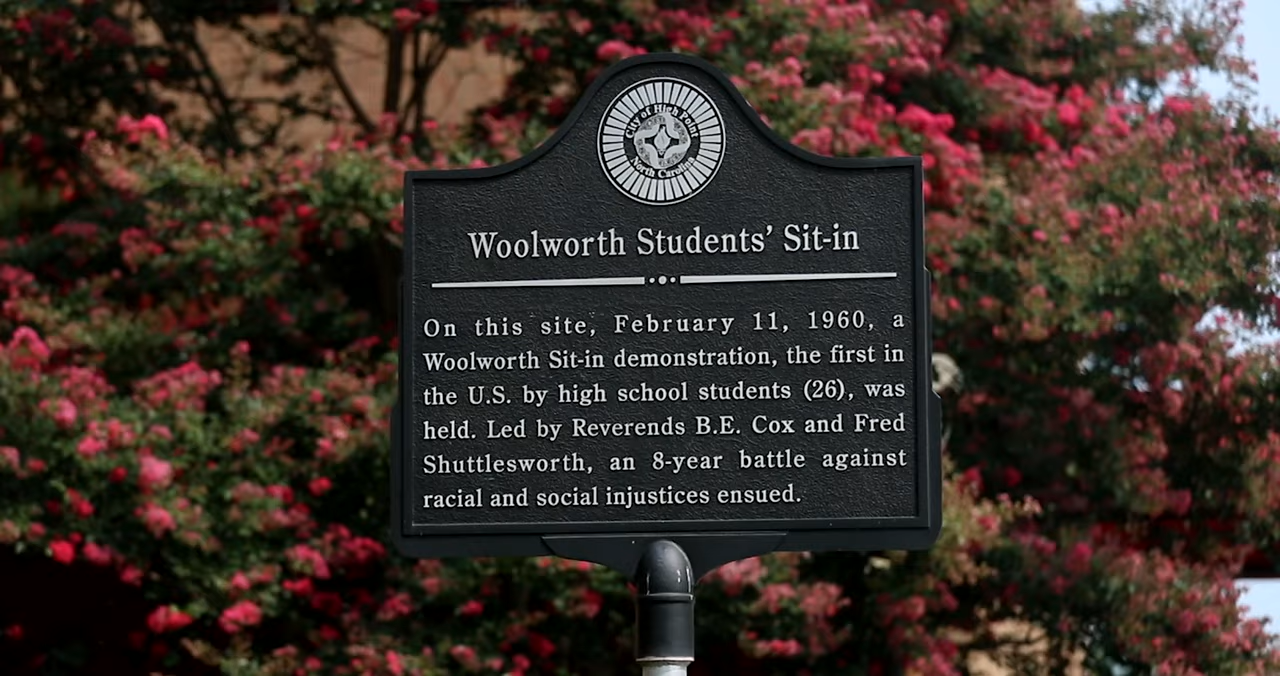 City of High Point
North Carolina
Woolworth Students' Sit-in
On this site, February 11, 1960, a
Woolworth Sit-in demonstration, the first in
the U.S. by high school students (26), was
held. Led by Reverends B.E. Cox and Fred
Shuttlesworth, an 8-year battle against
racial and social injustices ensued.